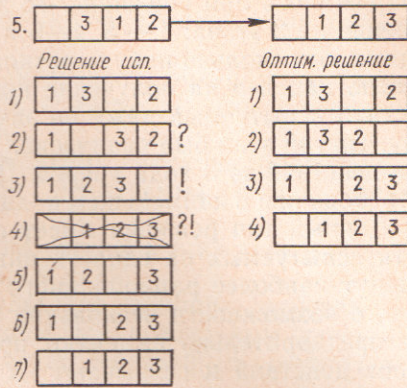 5. 3 1 2 1 2 3
Решение исп. Оптим. решение
1) 1 3 2 1) 1 3 2
2) 1 3 2 ? 2) 1 3 2
3) 1 2 3 ! 3) 1 2 3
4) 1 2 3 ?! 4) 1 2 3
5) 1 2 3
6) 1 2 3
7) 1 2 3